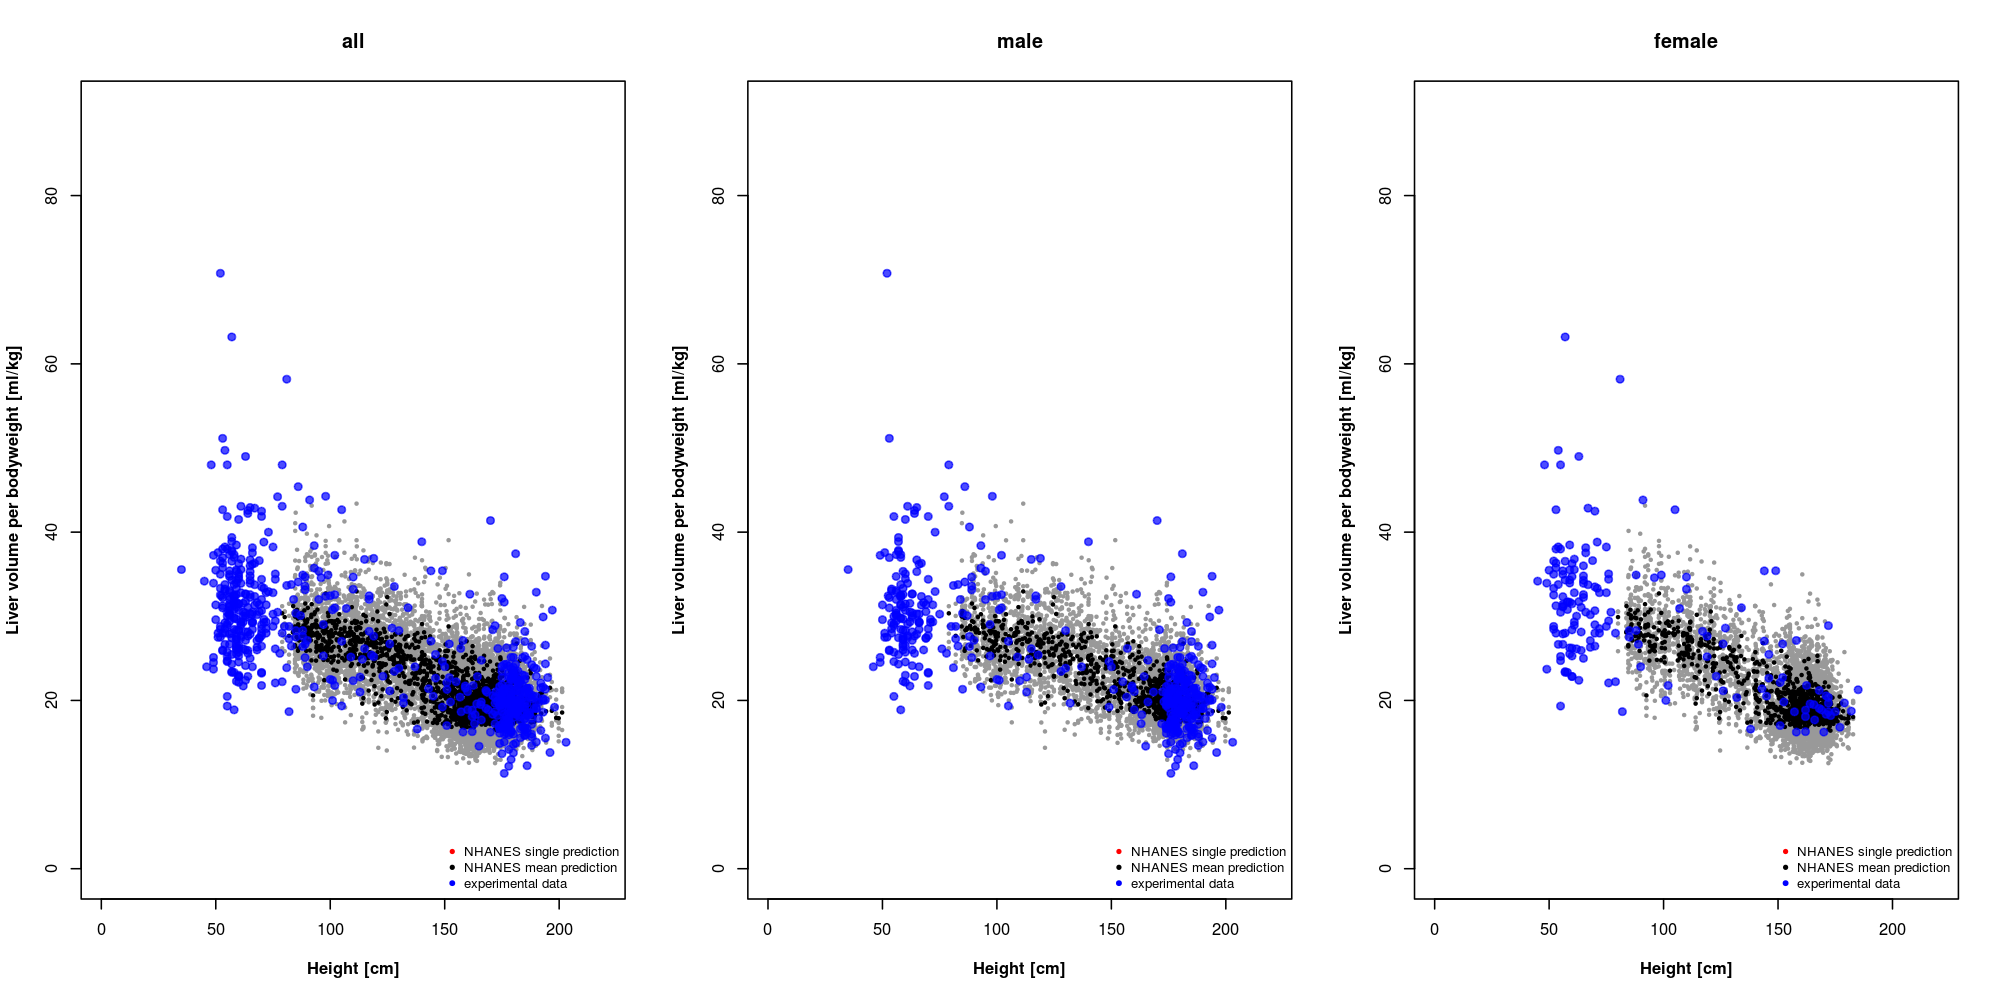 all
Liver volume per bodyweight [ml/kg]
80
60
40
20
0
NHANES single prediction
NHANES mean prediction
experimental data
0 50 100 150 200
Height [cm]
male
Liver volume per bodyweight [ml/kg]
80
60
40
20
0
NHANES single prediction
NHANES mean prediction
experimental data
0 50 100 150 200
Height [cm]
female
Liver volume per bodyweight [ml/kg]
80
60
40
20
0
NHANES single prediction
NHANES mean prediction
experimental data
0 50 100 150 200
Height [cm]